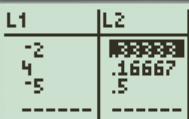 L1 L2
-2 .33333
4 .16667
-5 .5
------ ------